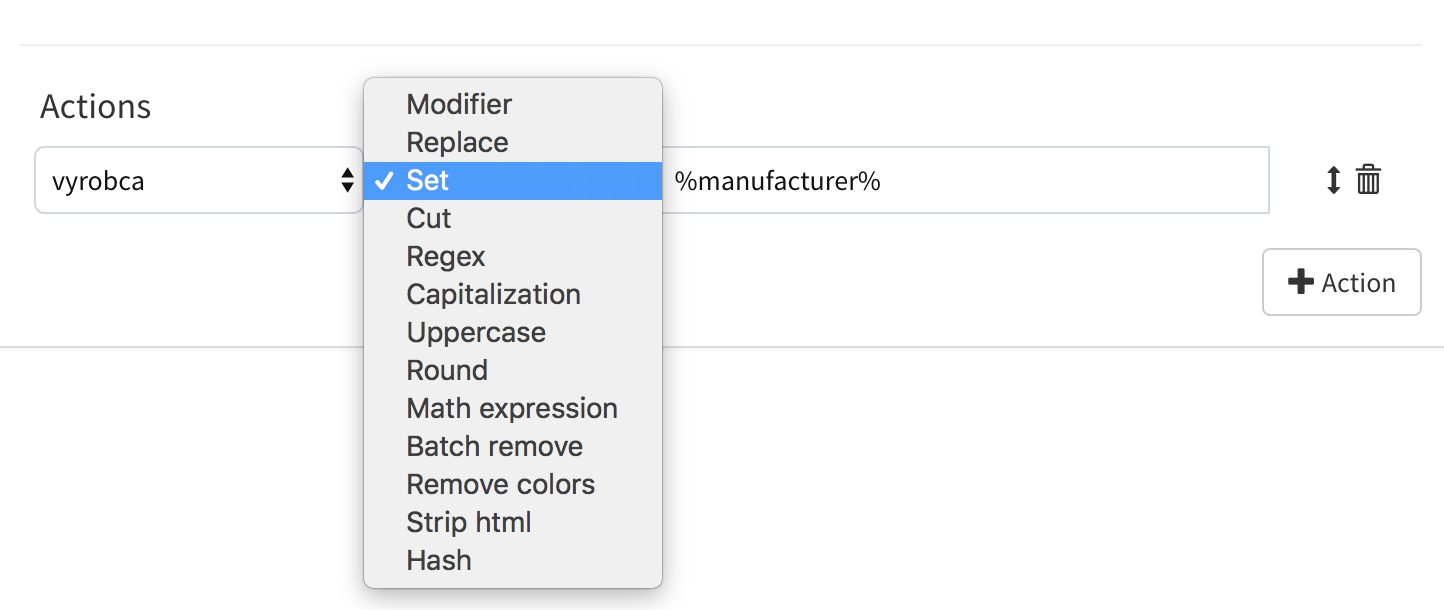 Actions
vyrobca
Modifier
Replace
Set
Cut
Regex
Capitalization
Uppercase
Round
Math expression
Batch remove
Remove colors
Strip html
Hash
%manufacturer%
Action